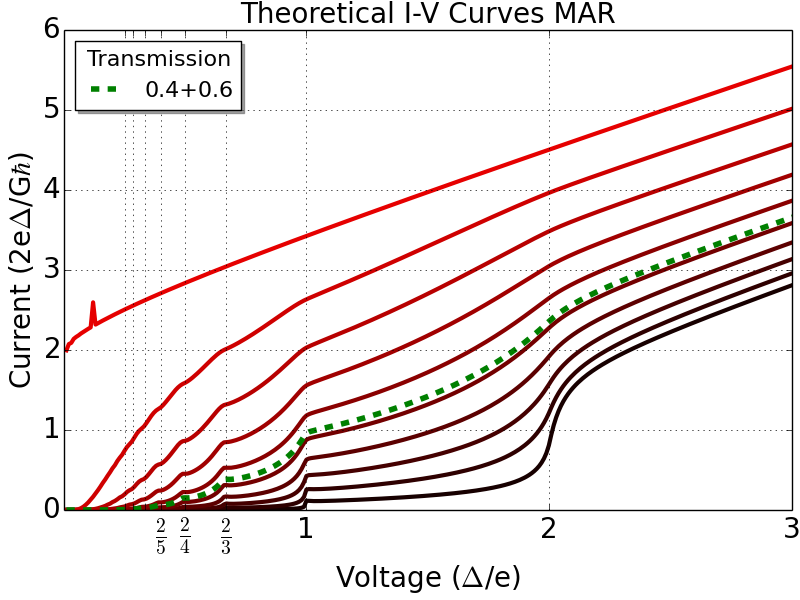 Theoretical I-V Curves MAR
6
Transmission
0.4+0.6
5
4
3
2
1
0
Current (2eΔ/Gℏ)
2/5 2/4 2/3 1 2 3
Voltage (Δ/e)